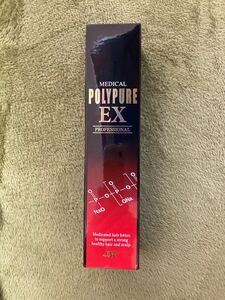 MEDICAL
POLYPURE
EX
PROFESSIONAL
NaO
ONa
Medicated hair lotion
to support a strong
healthy hair and scalp